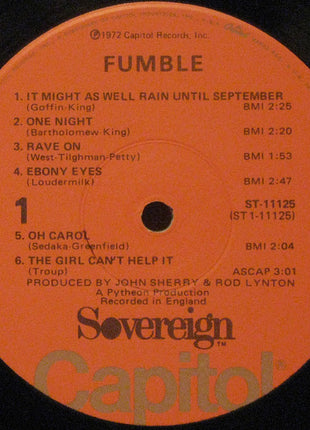 ℗1972 Capitol Records, Inc.
FUMBLE
1. IT MIGHT AS WELL RAIN UNTIL SEPTEMBER
(Goffin-King) BMI 2:25
2. ONE NIGHT
(Bartholomew-King) BMI 2:20
3. RAVE ON
(West-Tilghman-Petty) BMI 1:53
4. EBONY EYES
(Loudermilk) BMI 2:47
1
ST-11125
(ST 1-11125)
5. OH CAROL
(Sedaka-Greenfield) BMI 2:04
6. THE GIRL CAN'T HELP IT
(Troup) ASCAP 3:01
PRODUCED BY JOHN SHERRY & ROD LYNTON
A Pytheon Production
Recorded in England
Sovereign TM
Capitol®